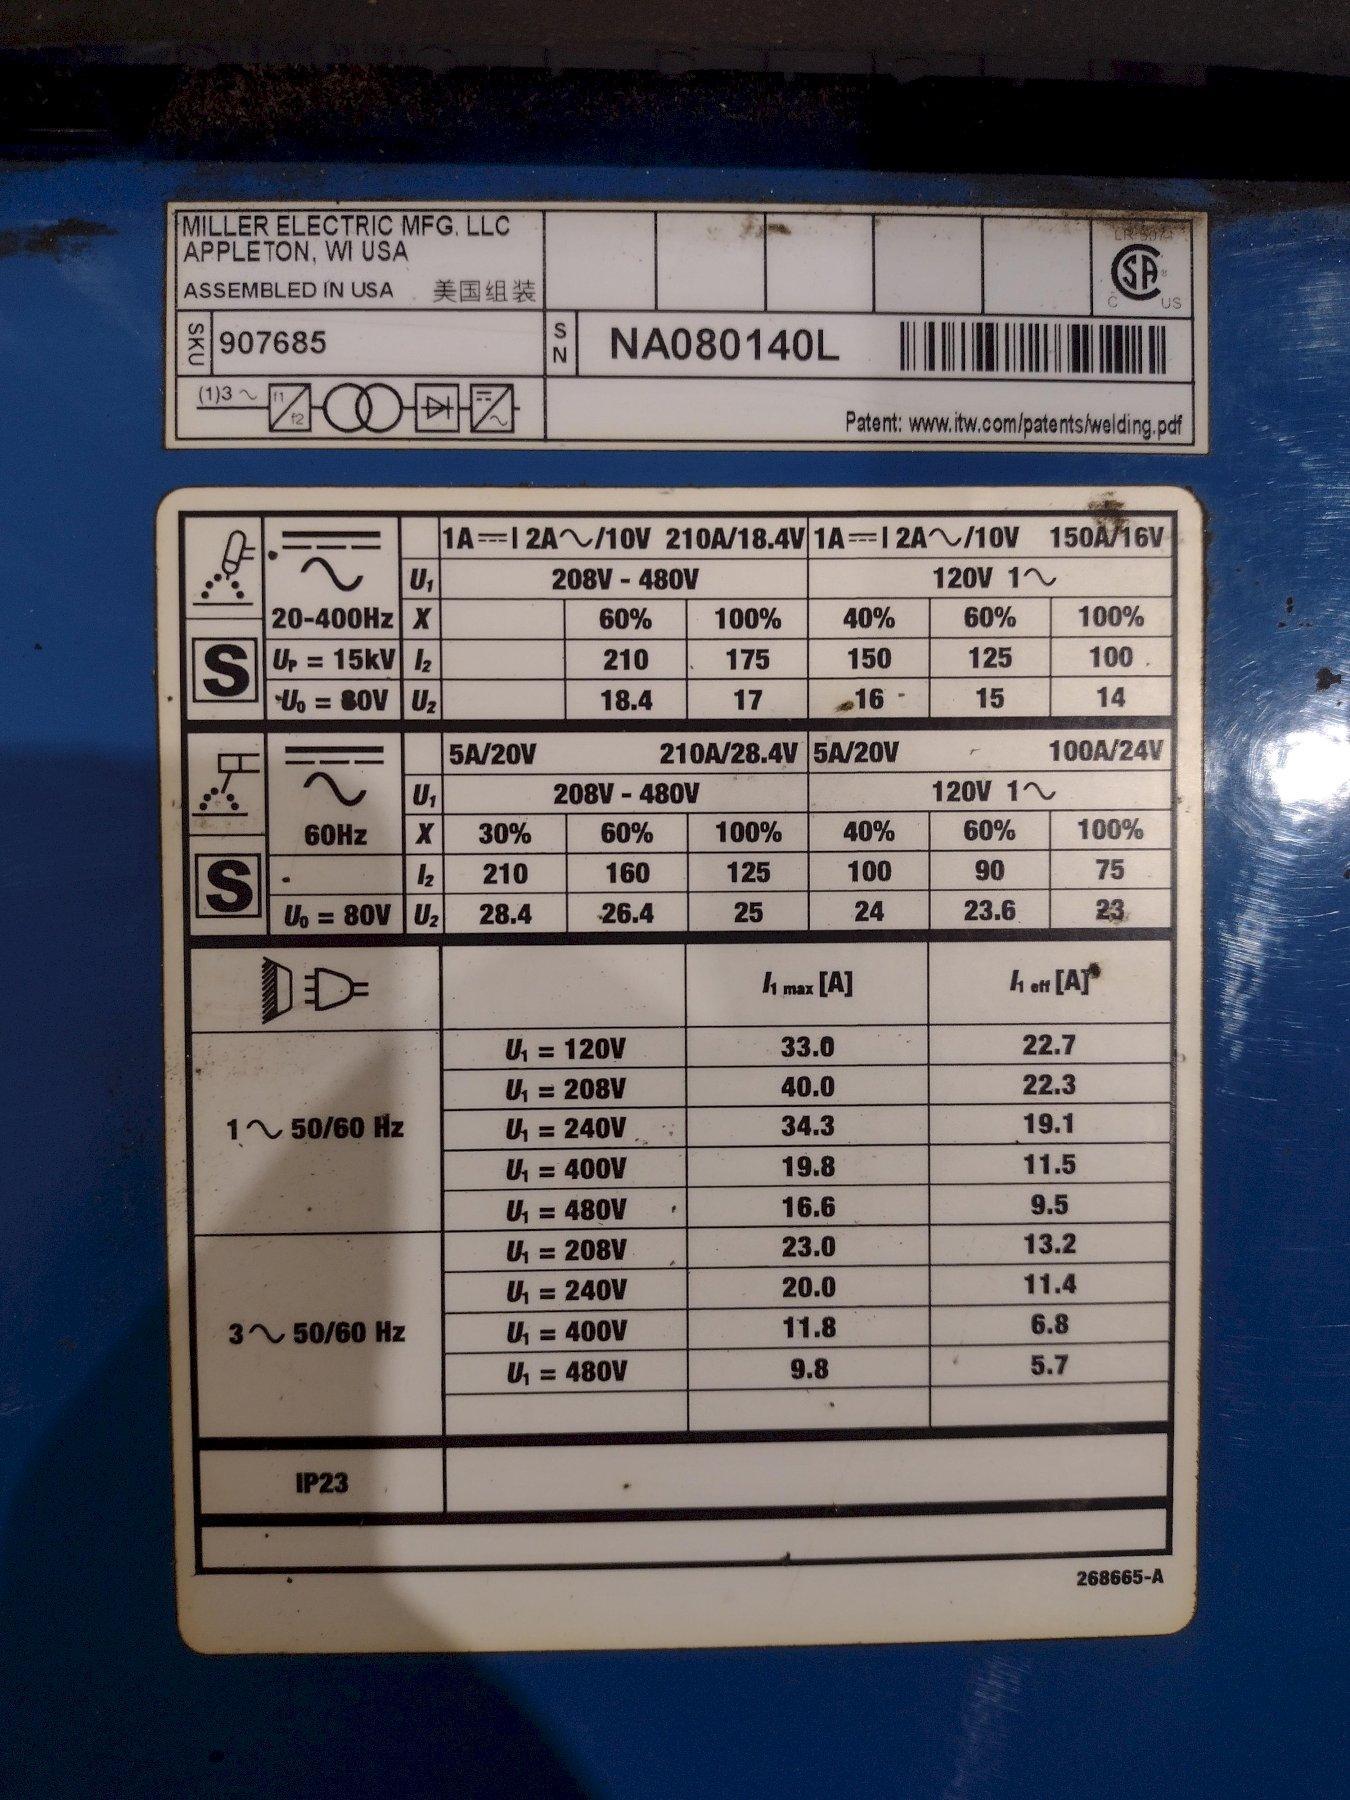 MILLER ELECTRIC MFG. LLC
APPLETON, WI USA
ASSEMBLED IN USA 美国组装
SKU 907685 SN NA080140L
CSA C US
(1)3 ~ f1 f2
Patent: www.itw.com/patents/welding.pdf
1A⎓ | 2A∿/10V 210A/18.4V 1A⎓ | 2A∿/10V 150A/16V
U1 208V - 480V 120V 1∿
20-400Hz X 60% 100% 40% 60% 100%
S UP = 15kV I2 210 175 150 125 100
U0 = 80V U2 18.4 17 16 15 14
5A/20V 210A/28.4V 5A/20V 100A/24V
U1 208V - 480V 120V 1∿
60Hz X 30% 60% 100% 40% 60% 100%
S I2 210 160 125 100 90 75
U0 = 80V U2 28.4 26.4 25 24 23.6 23
I1 max [A] I1 eff [A]
U1 = 120V 33.0 22.7
U1 = 208V 40.0 22.3
1∿ 50/60 Hz U1 = 240V 34.3 19.1
U1 = 400V 19.8 11.5
U1 = 480V 16.6 9.5
U1 = 208V 23.0 13.2
U1 = 240V 20.0 11.4
3∿ 50/60 Hz U1 = 400V 11.8 6.8
U1 = 480V 9.8 5.7
IP23
268665-A